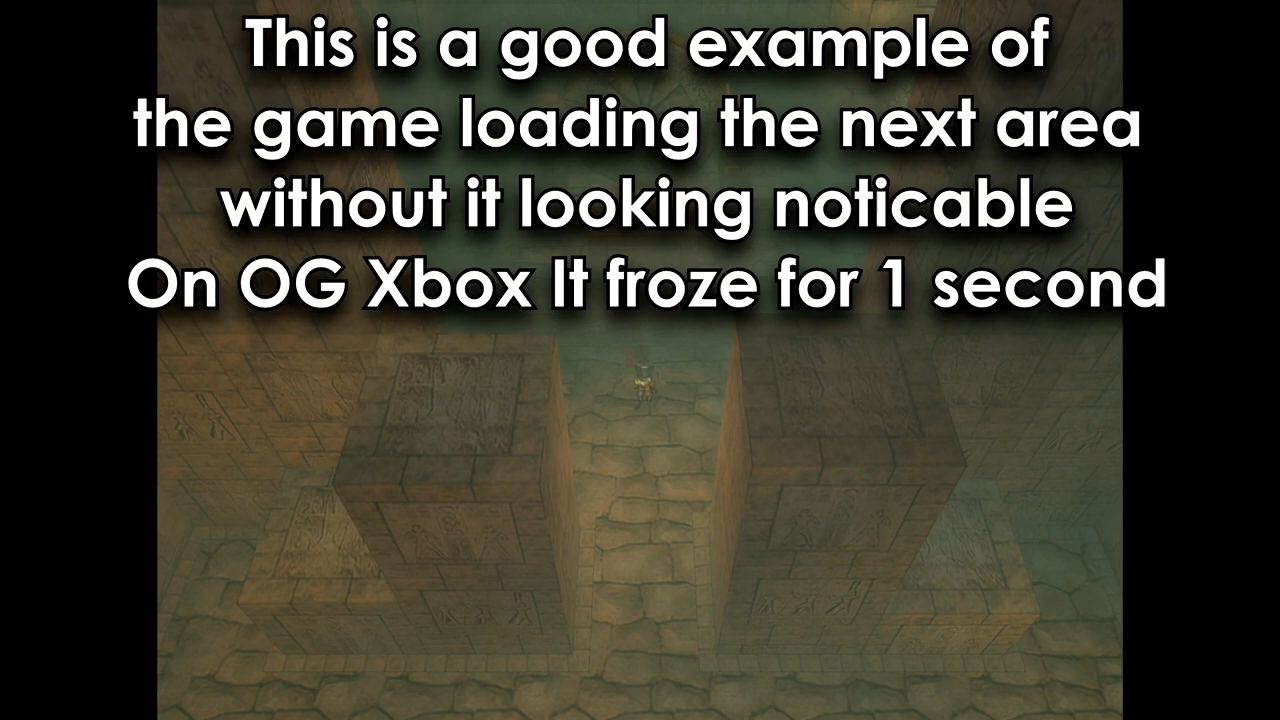 This is a good example of
the game loading the next area
without it looking noticable
On OG Xbox It froze for 1 second